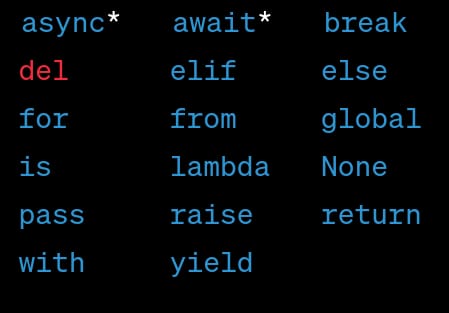 async* await* break
del elif else
for from global
is lambda None
pass raise return
with yield